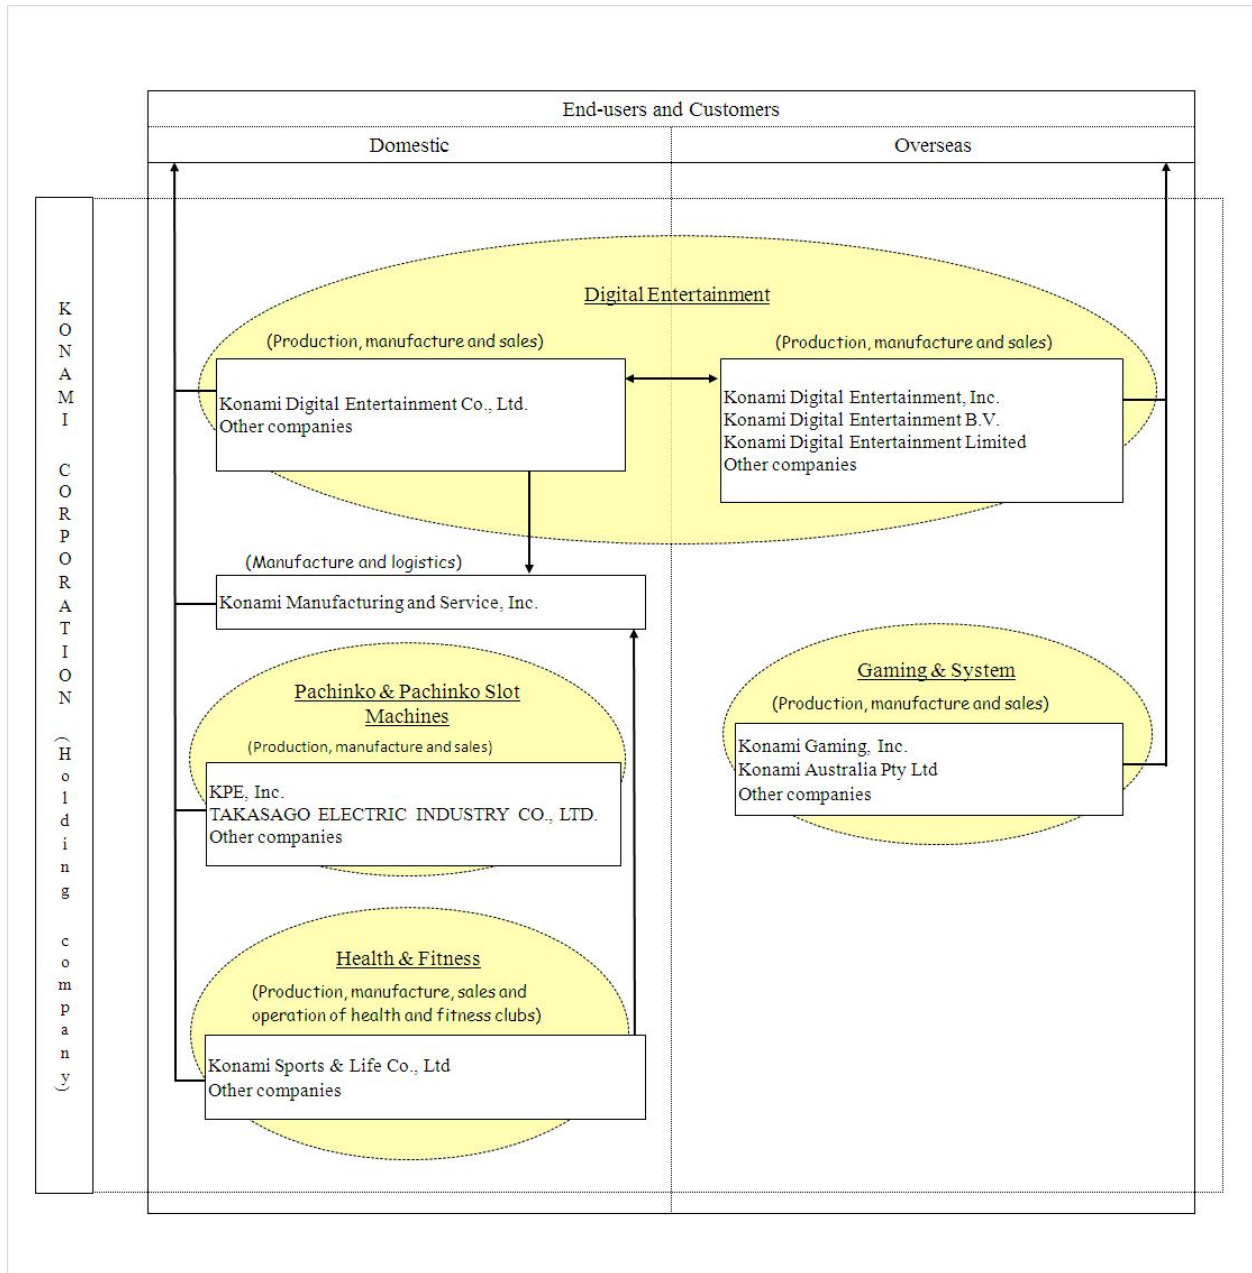 End-users and Customers
Domestic
Overseas
KONAMI CORPORATION (Holding company)
Digital Entertainment
(Production, manufacture and sales)
Konami Digital Entertainment Co., Ltd.
Other companies
(Production, manufacture and sales)
Konami Digital Entertainment, Inc.
Konami Digital Entertainment B.V.
Konami Digital Entertainment Limited
Other companies
(Manufacture and logistics)
Konami Manufacturing and Service, Inc.
Pachinko & Pachinko Slot
Machines
(Production, manufacture and sales)
KPE, Inc.
TAKASAGO ELECTRIC INDUSTRY CO., LTD.
Other companies
Gaming & System
(Production, manufacture and sales)
Konami Gaming, Inc.
Konami Australia Pty Ltd
Other companies
Health & Fitness
(Production, manufacture, sales and
operation of health and fitness clubs)
Konami Sports & Life Co., Ltd
Other companies